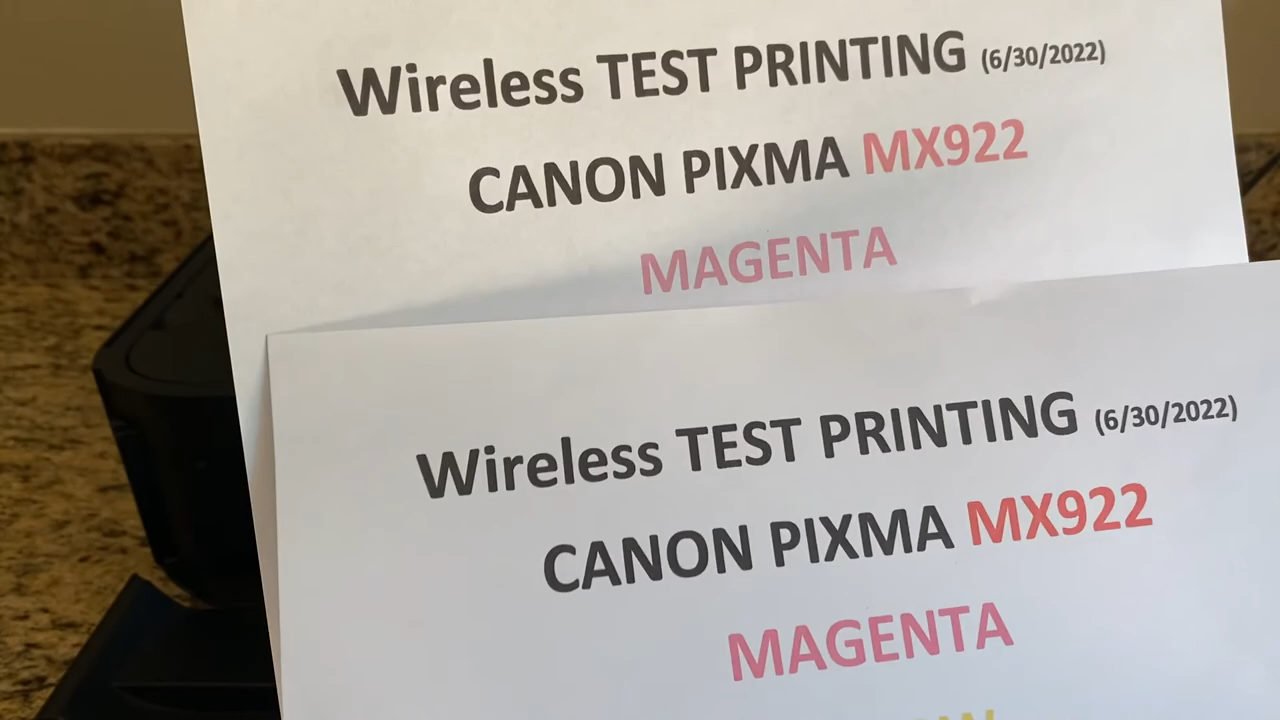 Wireless TEST PRINTING (6/30/2022)
CANON PIXMA MX922
MAGENTA
Wireless TEST PRINTING (6/30/2022)
CANON PIXMA MX922
MAGENTA